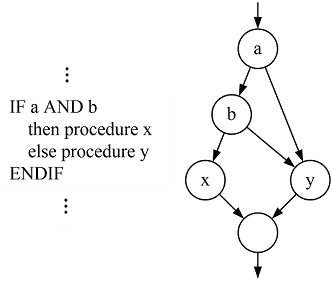 ⋮
IF a AND b
then procedure x
else procedure y
ENDIF
⋮
a
b
x
y